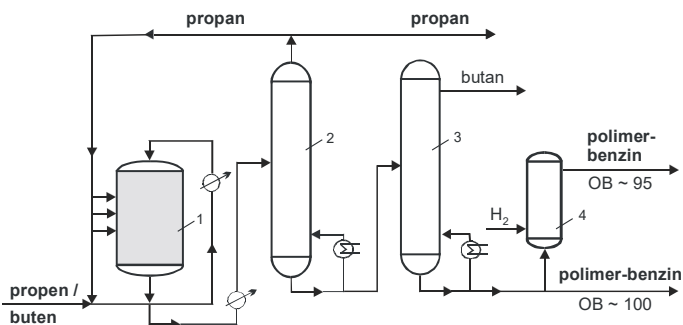 propan propan
butan
2
3
polimer-
benzin
OB ~ 95
1
H₂
4
propen /
buten
polimer-benzin
OB ~ 100